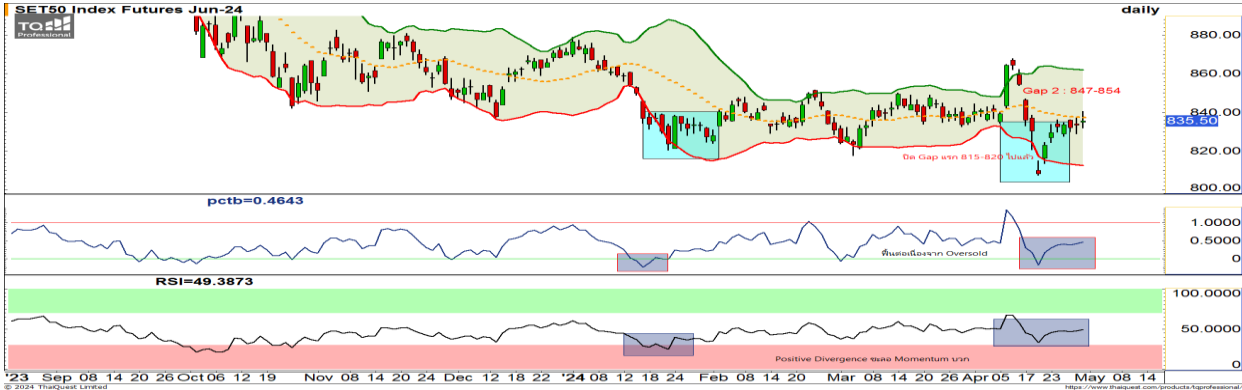 SET50 Index Futures Jun-24
daily
TQ
Professional
880.00
860.00
Gap 2 : 847-854
840.00
835.50
820.00
ปิด Gap แรก 815-820 ไปแล้ว
800.00
pctb=0.4643
1.0000
0.5000
ฟื้นต่อเนื่องจาก Oversold
0
RSI=49.3873
100.0000
50.0000
Positive Divergence ชะลอ Momentum บวก
0
'23 Sep 08 14 20 26 Oct 06 12 19 Nov 08 14 20 24 Dec 12 18 22 '24 08 12 18 24 Feb 08 14 20 27 Mar 08 14 20 26 Apr 05 17 23 May 08 14
© 2024 ThaiQuest Limited
https://www.thaiquest.com/products/tqprofessional/